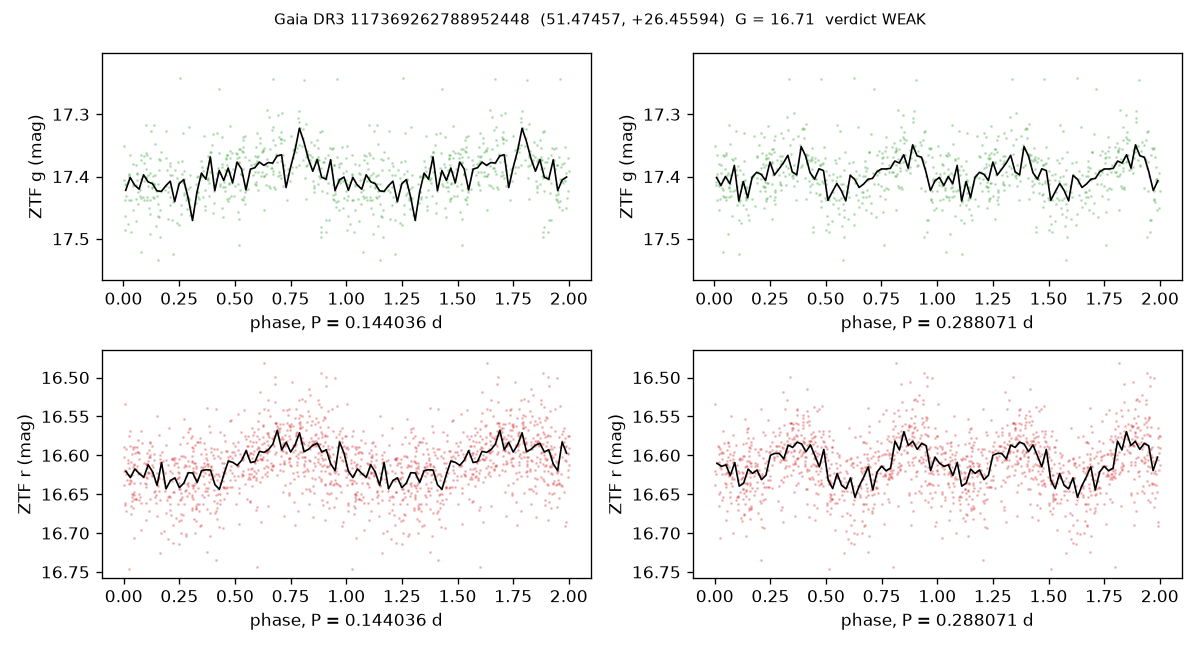 Gaia DR3 117369262788952448 (51.47457, +26.45594) G = 16.71 verdict WEAK
ZTF g (mag)
17.3
17.4
17.5
0.00 0.25 0.50 0.75 1.00 1.25 1.50 1.75 2.00
phase, P = 0.144036 d
ZTF g (mag)
17.3
17.4
17.5
0.00 0.25 0.50 0.75 1.00 1.25 1.50 1.75 2.00
phase, P = 0.288071 d
ZTF r (mag)
16.50
16.55
16.60
16.65
16.70
16.75
0.00 0.25 0.50 0.75 1.00 1.25 1.50 1.75 2.00
phase, P = 0.144036 d
ZTF r (mag)
16.50
16.55
16.60
16.65
16.70
16.75
0.00 0.25 0.50 0.75 1.00 1.25 1.50 1.75 2.00
phase, P = 0.288071 d